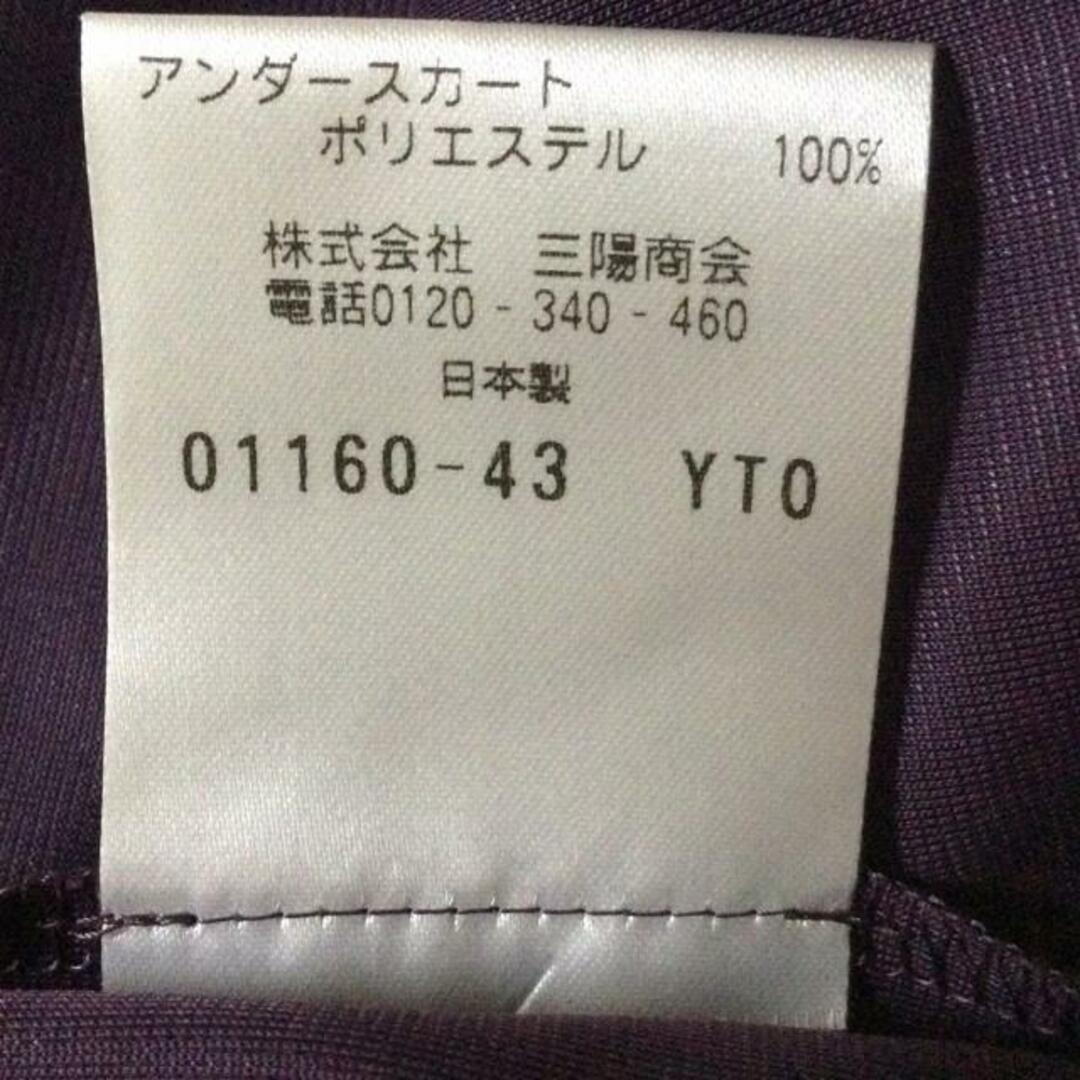 アンダースカート
ポリエステル 100%
株式会社 三陽商会
電話0120-340-460
日本製
01160-43 YTO